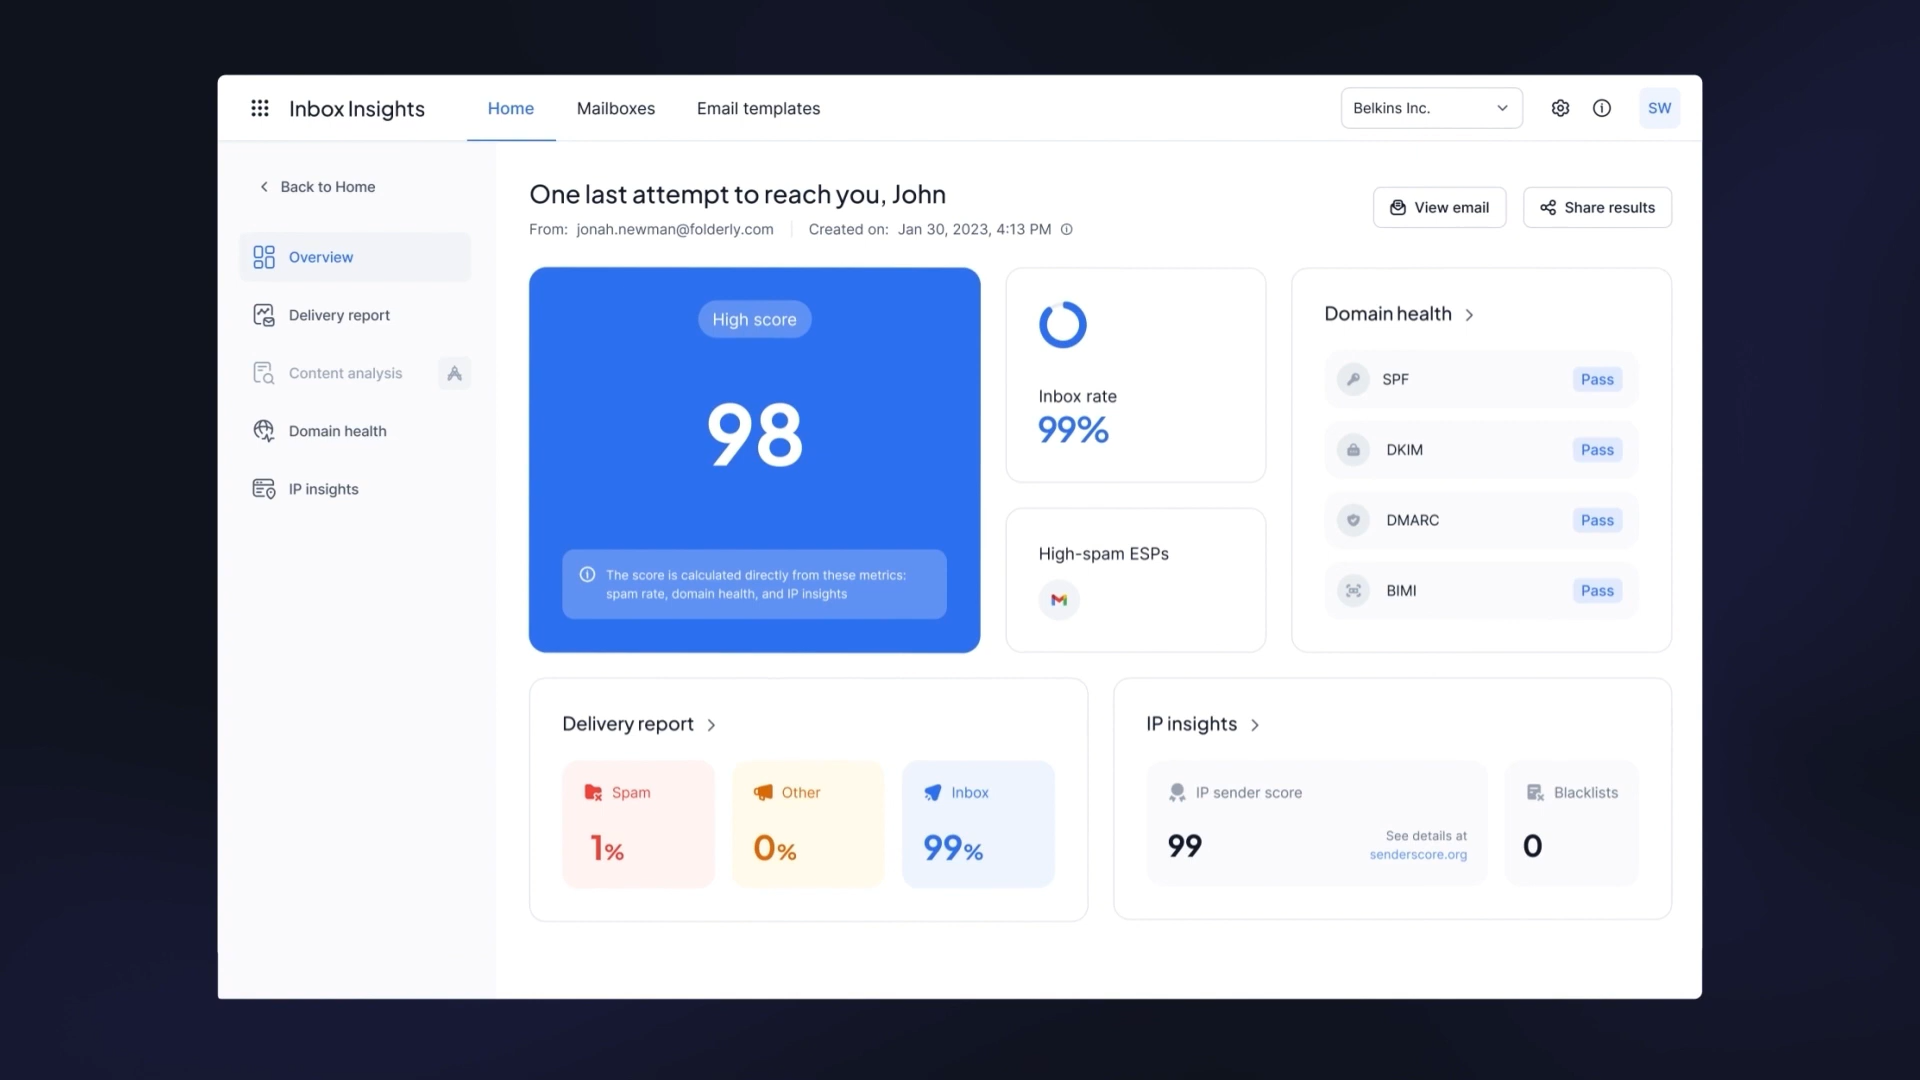 Inbox Insights
Home
Mailboxes
Email templates
Belkins Inc.
SW
Back to Home
Overview
Delivery report
Content analysis
Domain health
IP insights
One last attempt to reach you, John
From: jonah.newman@folderly.com
Created on: Jan 30, 2023, 4:13 PM
View email
Share results
High score
98
The score is calculated directly from these metrics:
spam rate, domain health, and IP insights
Inbox rate
99%
High-spam ESPs
Domain health
SPF
Pass
DKIM
Pass
DMARC
Pass
BIMI
Pass
Delivery report
Spam
1%
Other
0%
Inbox
99%
IP insights
IP sender score
99
See details at
senderscore.org
Blacklists
0